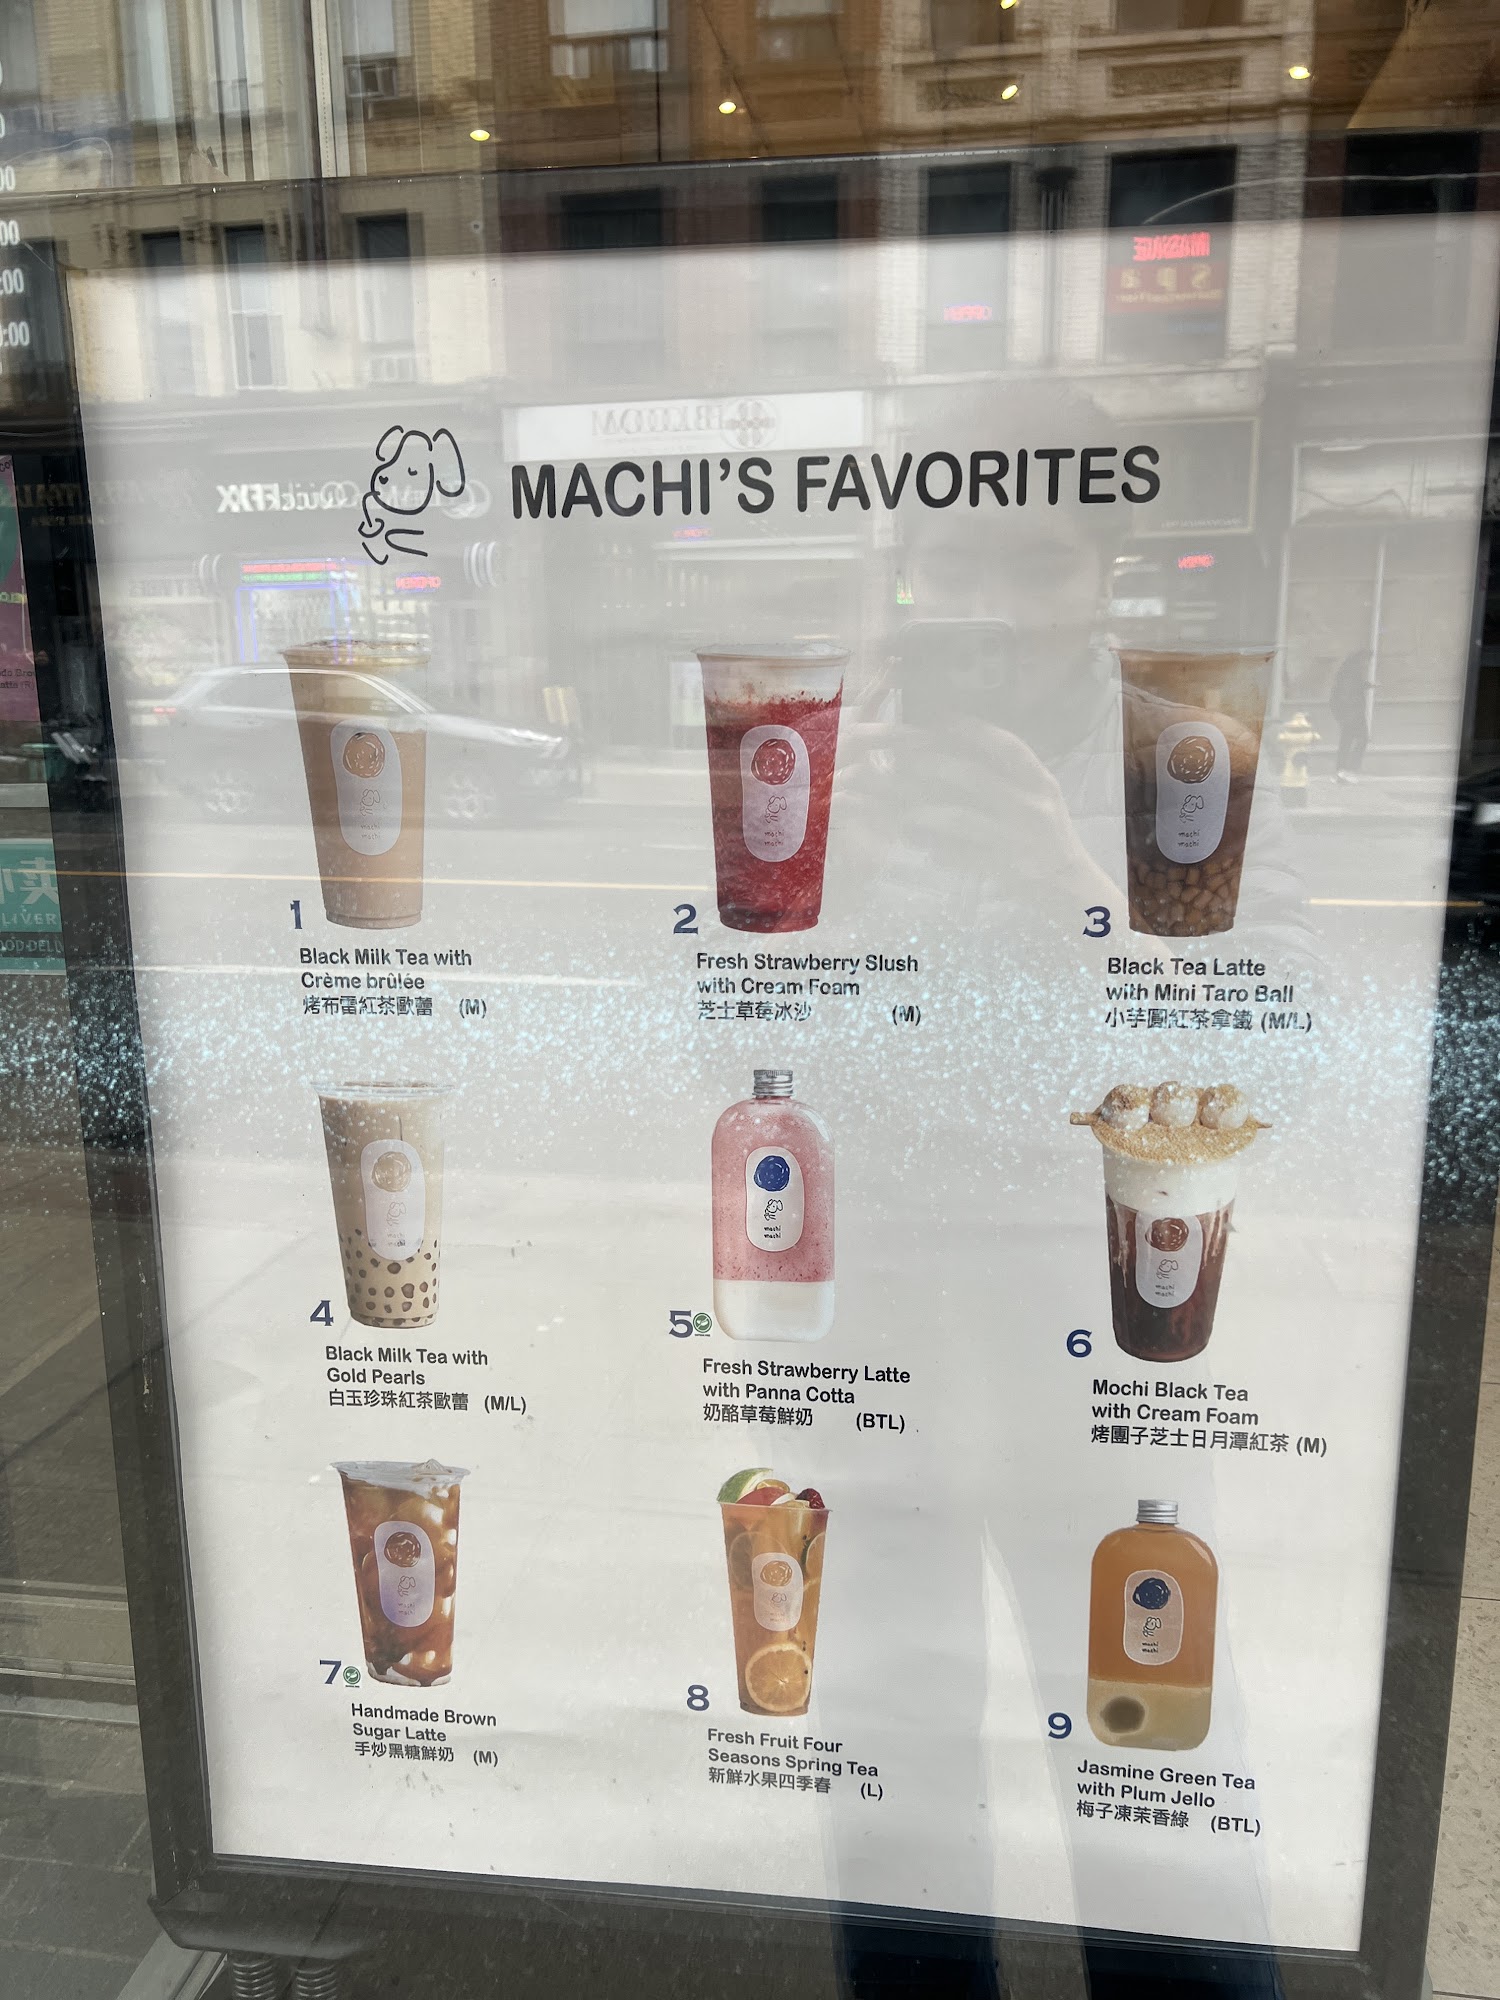 MACHI'S FAVORITES
1
Black Milk Tea with
Crème brûlée
烤布雷紅茶歐蕾 (M)
2
Fresh Strawberry Slush
with Cream Foam
芝士草莓冰沙 (M)
3
Black Tea Latte
with Mini Taro Ball
小芋圓紅茶拿鐵 (M/L)
4
Black Milk Tea with
Gold Pearls
白玉珍珠紅茶歐蕾 (M/L)
5
Fresh Strawberry Latte
with Panna Cotta
奶酪草莓鮮奶 (BTL)
6
Mochi Black Tea
with Cream Foam
烤團子芝士日月潭紅茶 (M)
7
Handmade Brown
Sugar Latte
手炒黑糖鮮奶 (M)
8
Fresh Fruit Four
Seasons Spring Tea
新鮮水果四季春 (L)
9
Jasmine Green Tea
with Plum Jello
梅子凍茉香綠 (BTL)
machi
machi